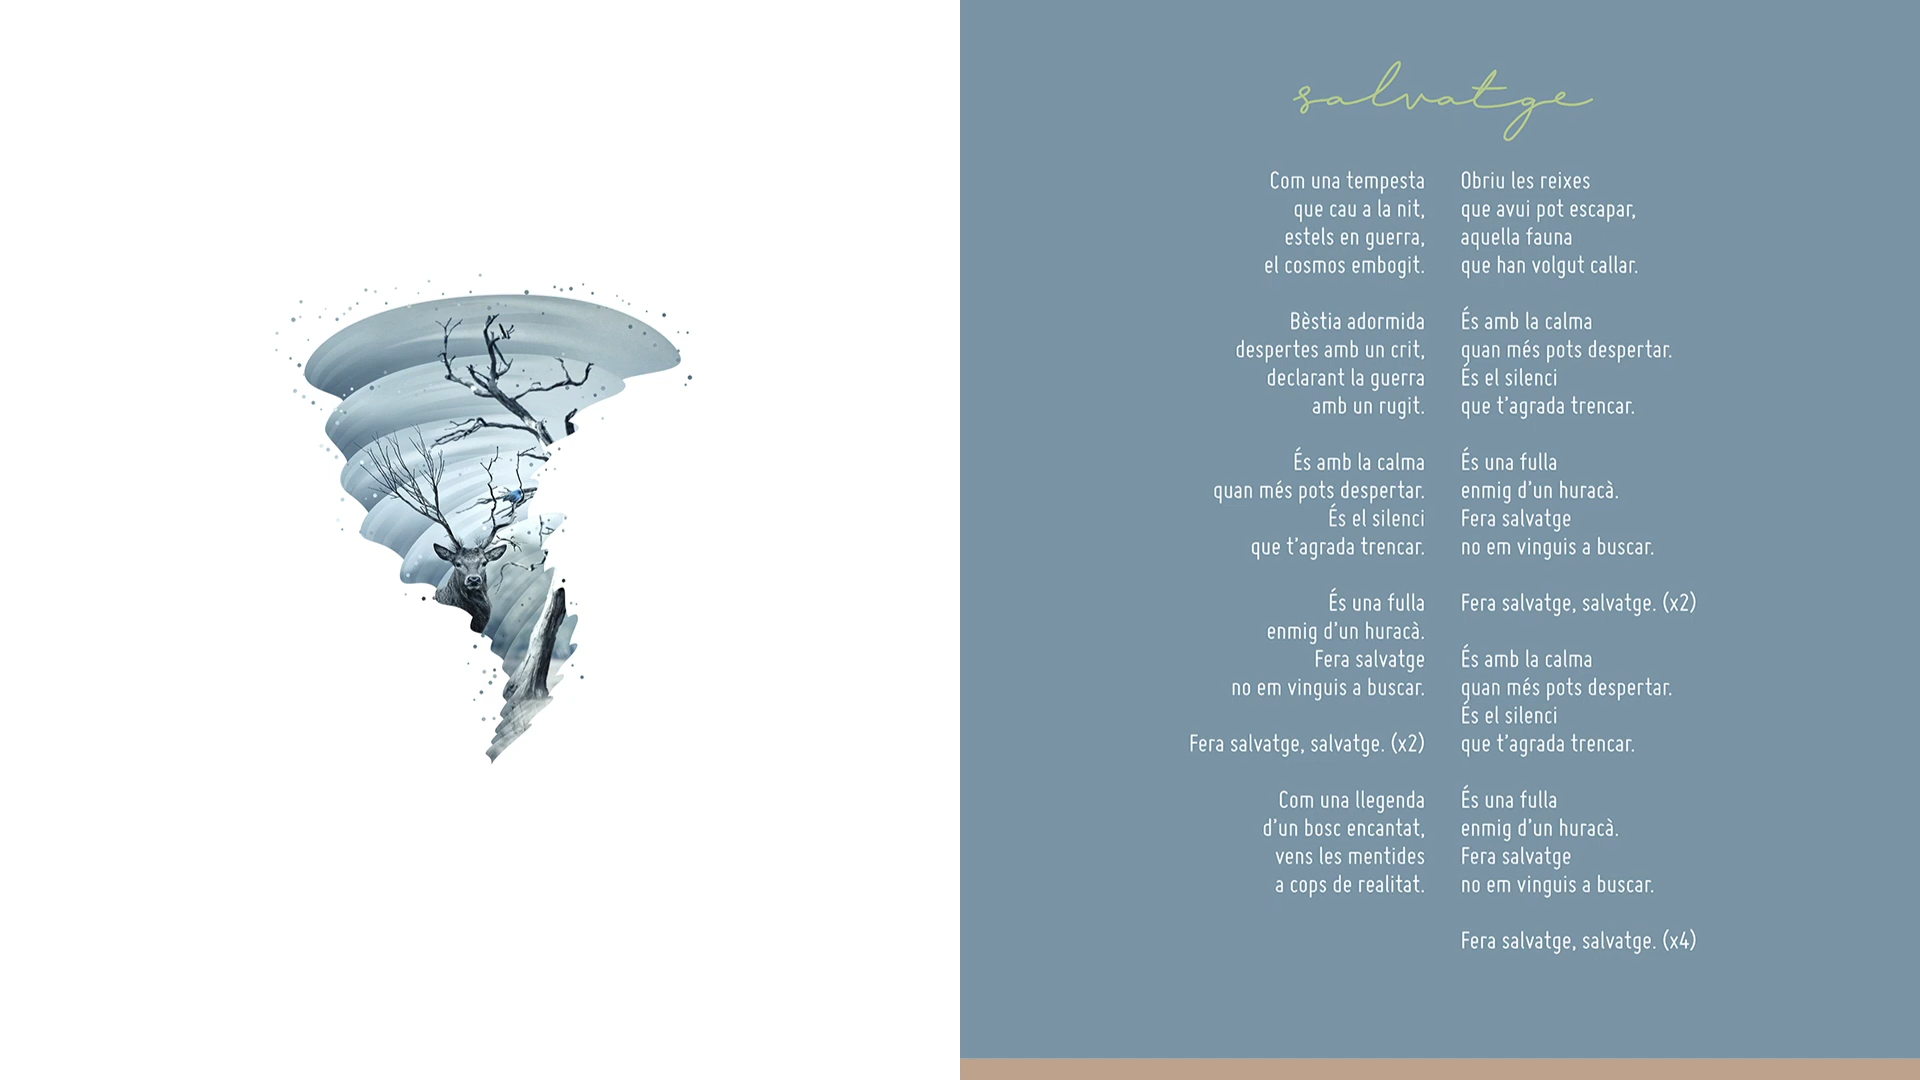 salvatge
Com una tempesta
que cau a la nit,
estels en guerra,
el cosmos embogit.
Bèstia adormida
despertes amb un crit,
declarant la guerra
amb un rugit.
És amb la calma
quan més pots despertar.
És el silenci
que t'agrada trencar.
És una fulla
enmig d'un huracà.
Fera salvatge
no em vinguis a buscar.
Fera salvatge, salvatge. (x2)
Com una llegenda
d'un bosc encantat,
vens les mentides
a cops de realitat.
Obriu les reixes
que avui pot escapar,
aquella fauna
que han volgut callar.
És amb la calma
quan més pots despertar.
És el silenci
que t'agrada trencar.
És una fulla
enmig d'un huracà.
Fera salvatge
no em vinguis a buscar.
Fera salvatge, salvatge. (x2)
És amb la calma
quan més pots despertar.
És el silenci
que t'agrada trencar.
És una fulla
enmig d'un huracà.
Fera salvatge
no em vinguis a buscar.
Fera salvatge, salvatge. (x4)